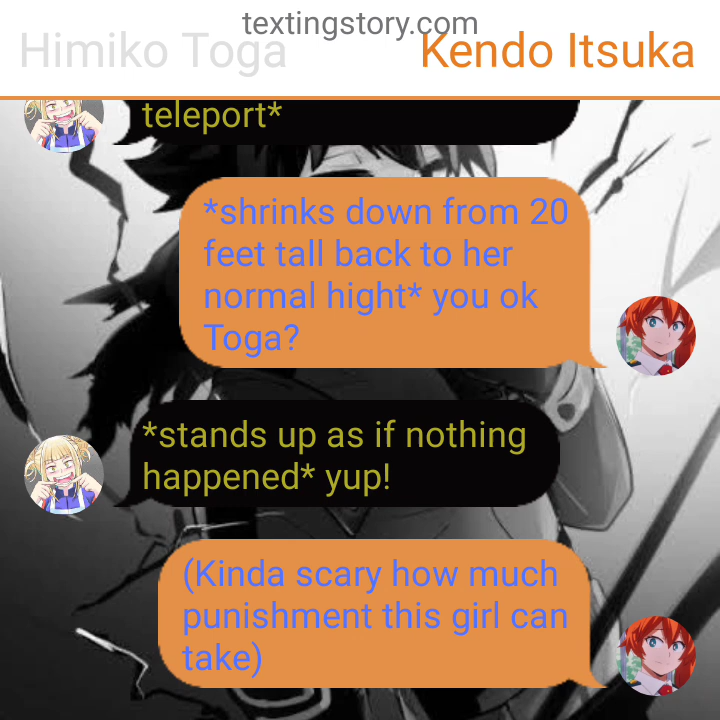 textingstory.com
Himiko Toga
Kendo Itsuka
teleport*
*shrinks down from 20
feet tall back to her
normal hight* you ok
Toga?
*stands up as if nothing
happened* yup!
(Kinda scary how much
punishment this girl can
take)